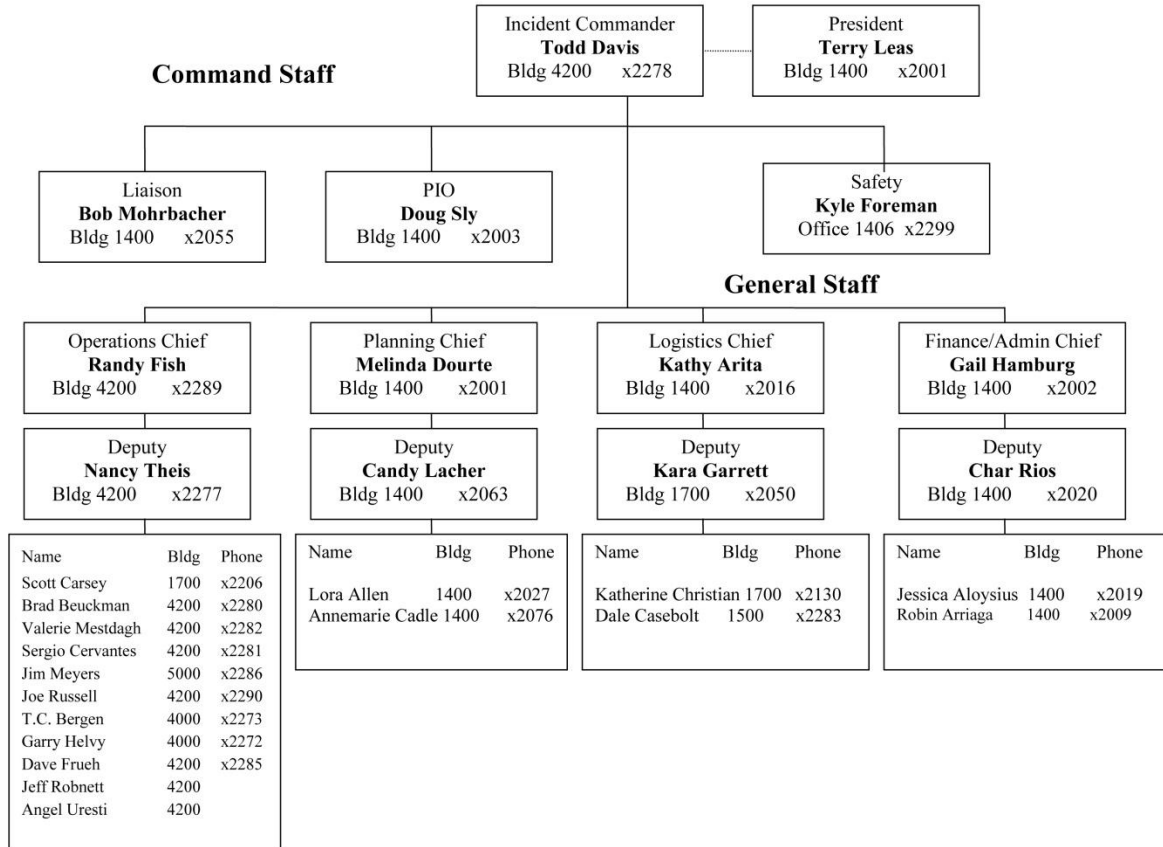 Incident Commander
Todd Davis
Bldg 4200 x2278
President
Terry Leas
Bldg 1400 x2001
Command Staff
Liaison
Bob Mohrbacher
Bldg 1400 x2055
PIO
Doug Sly
Bldg 1400 x2003
Safety
Kyle Foreman
Office 1406 x2299
General Staff
Operations Chief
Randy Fish
Bldg 4200 x2289
Planning Chief
Melinda Dourte
Bldg 1400 x2001
Logistics Chief
Kathy Arita
Bldg 1400 x2016
Finance/Admin Chief
Gail Hamburg
Bldg 1400 x2002
Deputy
Nancy Theis
Bldg 4200 x2277
Deputy
Candy Lacher
Bldg 1400 x2063
Deputy
Kara Garrett
Bldg 1700 x2050
Deputy
Char Rios
Bldg 1400 x2020
Name Bldg Phone
Scott Carsey 1700 x2206
Brad Beuckman 4200 x2280
Valerie Mestdagh 4200 x2282
Sergio Cervantes 4200 x2281
Jim Meyers 5000 x2286
Joe Russell 4200 x2290
T.C. Bergen 4000 x2273
Garry Helvy 4000 x2272
Dave Frueh 4200 x2285
Jeff Robnett 4200
Angel Uresti 4200
Name Bldg Phone
Lora Allen 1400 x2027
Annemarie Cadle 1400 x2076
Name Bldg Phone
Katherine Christian 1700 x2130
Dale Casebolt 1500 x2283
Name Bldg Phone
Jessica Aloysius 1400 x2019
Robin Arriaga 1400 x2009